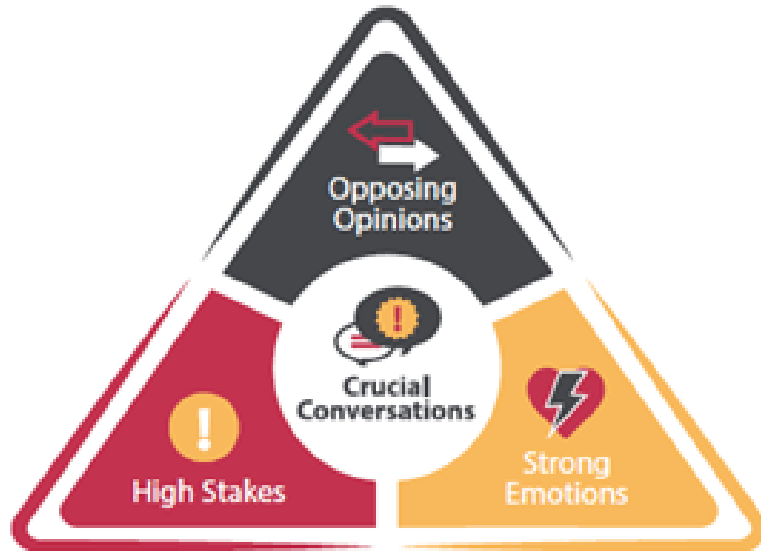 Opposing
Opinions
Crucial
Conversations
High Stakes
Strong
Emotions